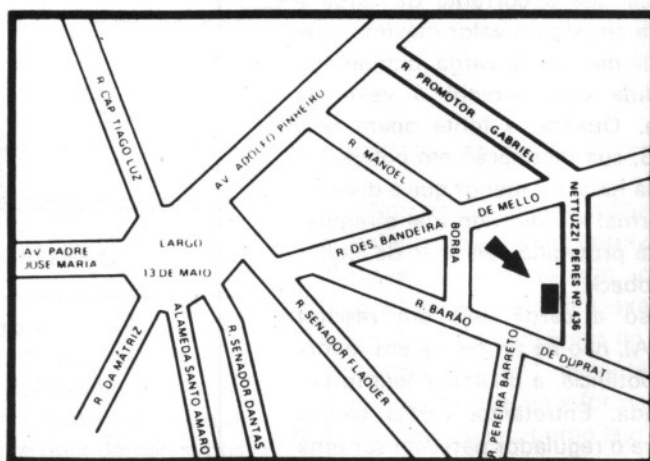 R. CAP. TIAGO LUZ
AV. ADOLFO PINHEIRO
R. PROMOTOR GABRIEL
R. MANOEL
BORBA
R. DES. BANDEIRA
DE MELLO
NETTUZZI PERES Nº 436
AV. PADRE
JOSE MARIA
LARGO
13 DE MAIO
R. BARÃO
DE DUPRAT
R. DA MÁTRIZ
ALAMEDA SANTO AMARO
R. SENADOR DANTAS
R. SENADOR FLAQUER
R. PEREIRA BARRETO